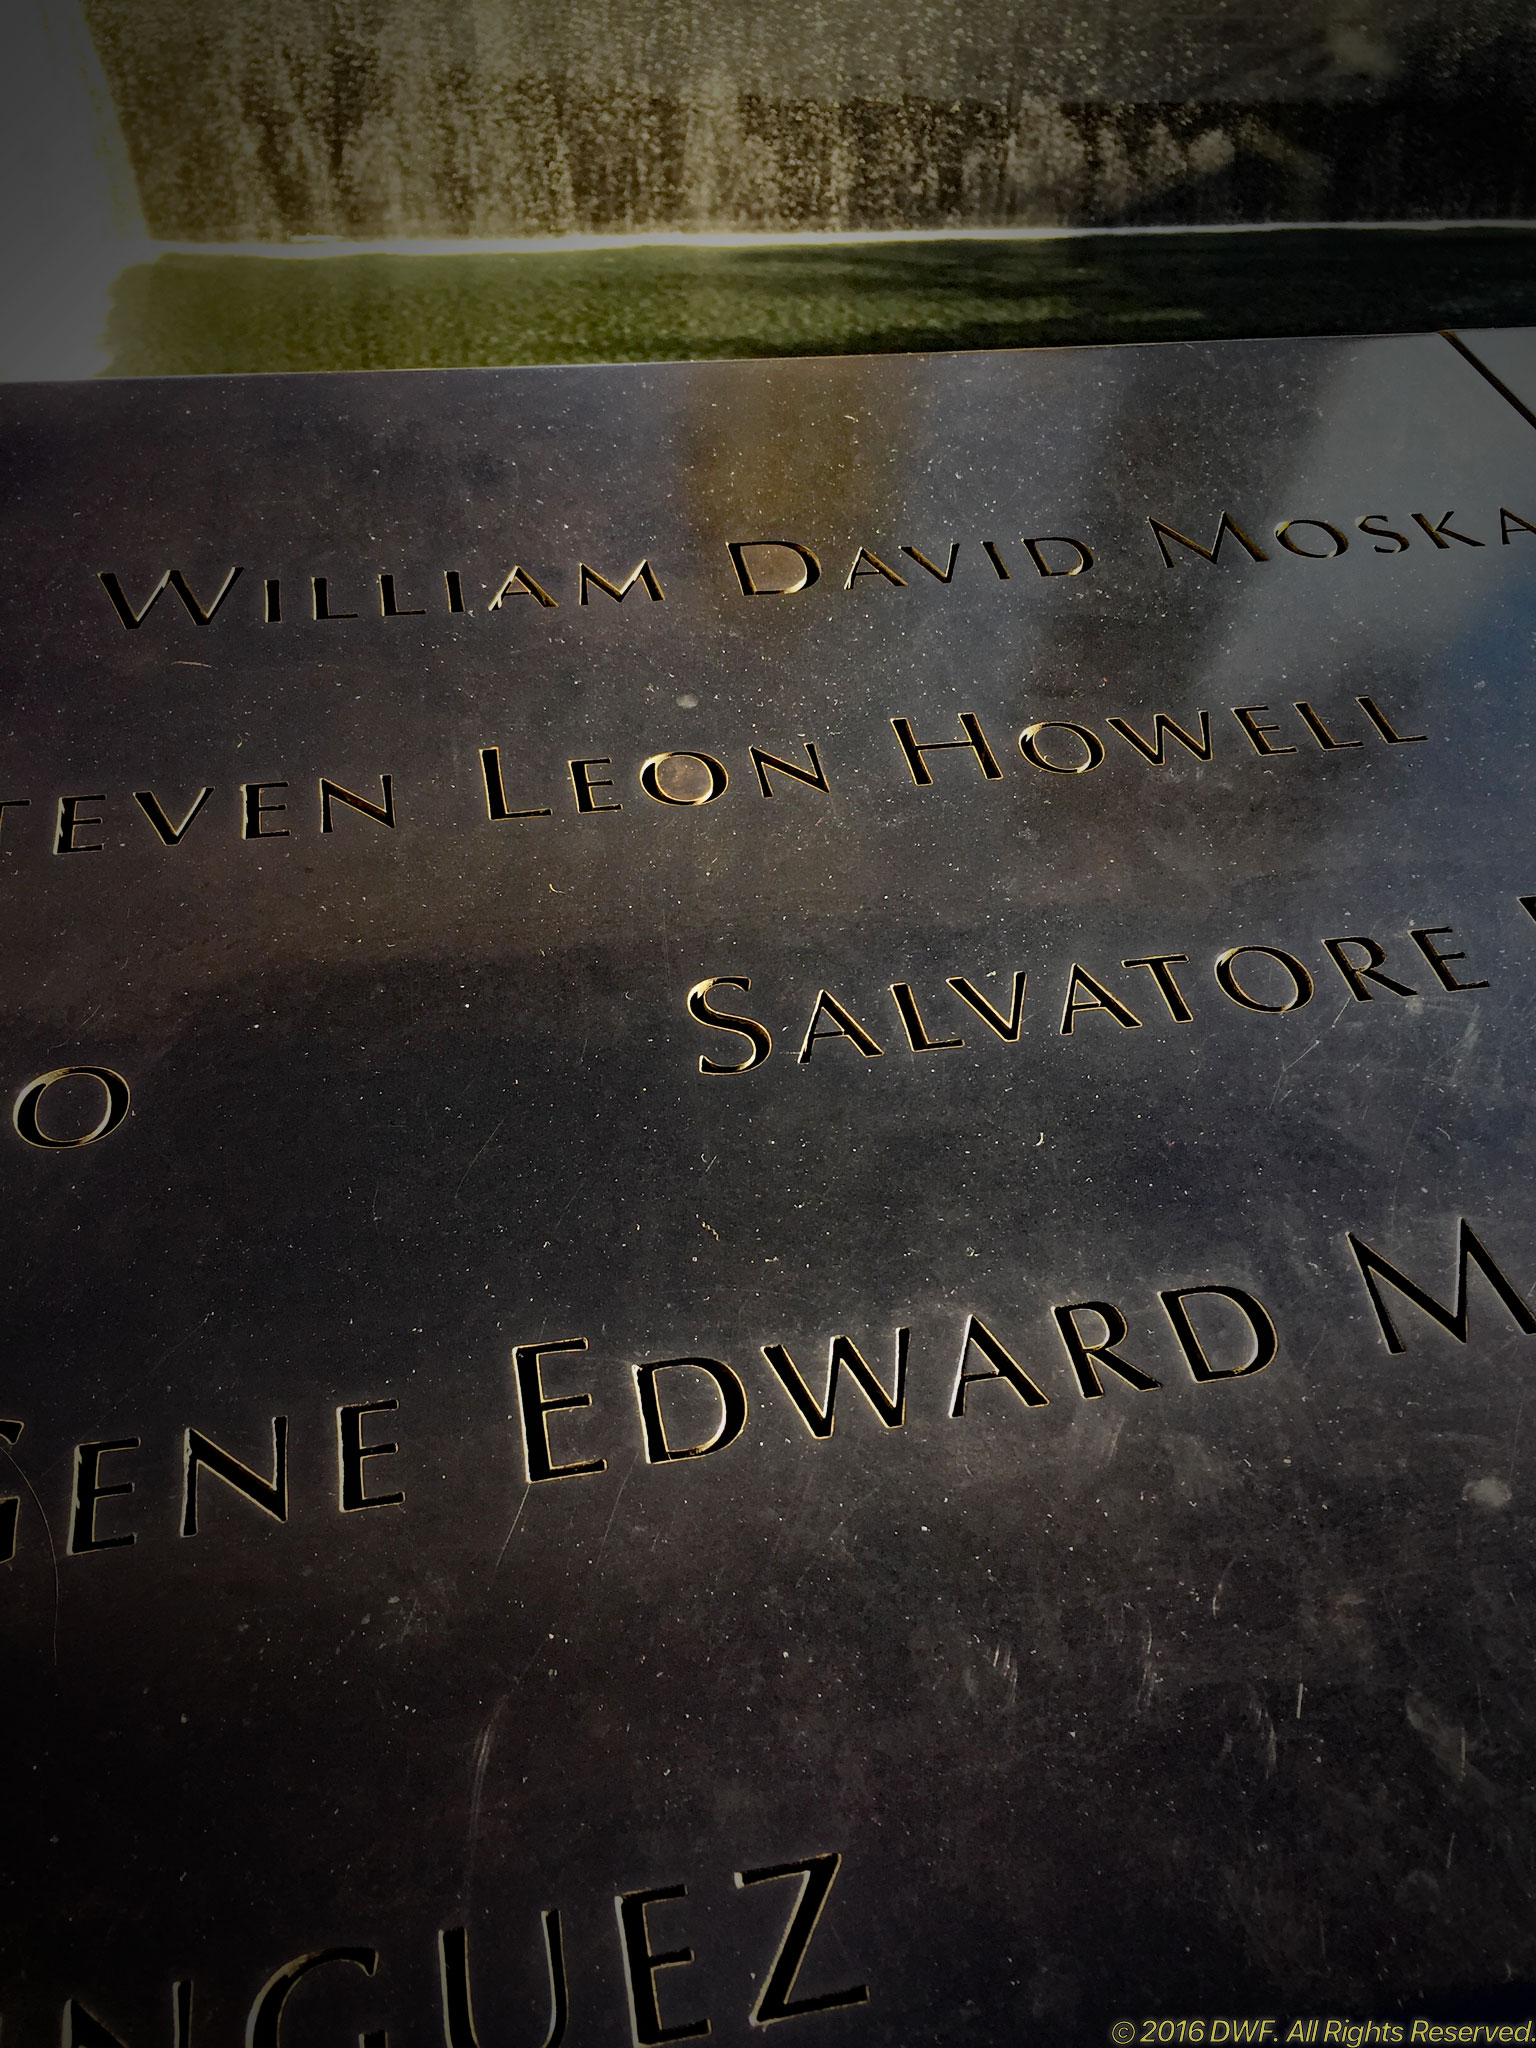 WILLIAM DAVID MOSKA
TEVEN LEON HOWELL
O SALVATORE
GENE EDWARD M
NGUEZ
© 2016 DWF. All Rights Reserved.